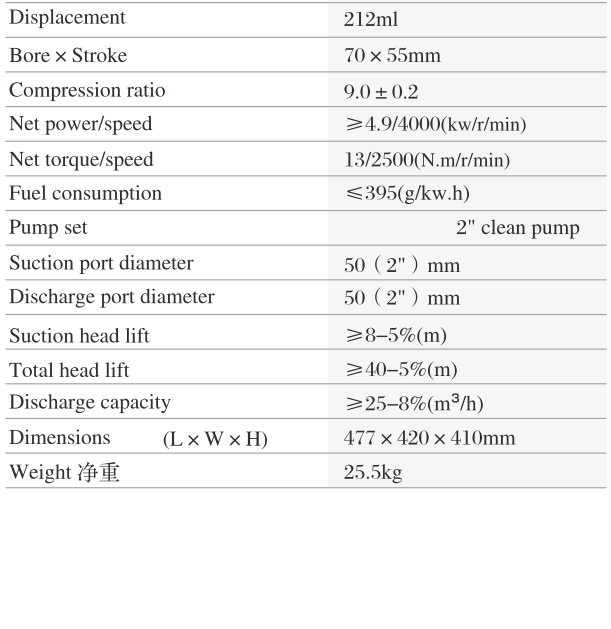 Displacement 212ml
Bore × Stroke 70 × 55mm
Compression ratio 9.0 ± 0.2
Net power/speed ≥4.9/4000(kw/r/min)
Net torque/speed 13/2500(N.m/r/min)
Fuel consumption ≤395(g/kw.h)
Pump set 2" clean pump
Suction port diameter 50（2"）mm
Discharge port diameter 50（2"）mm
Suction head lift ≥8–5%(m)
Total head lift ≥40–5%(m)
Discharge capacity ≥25–8%(m³/h)
Dimensions (L × W × H) 477 × 420 × 410mm
Weight 净重 25.5kg